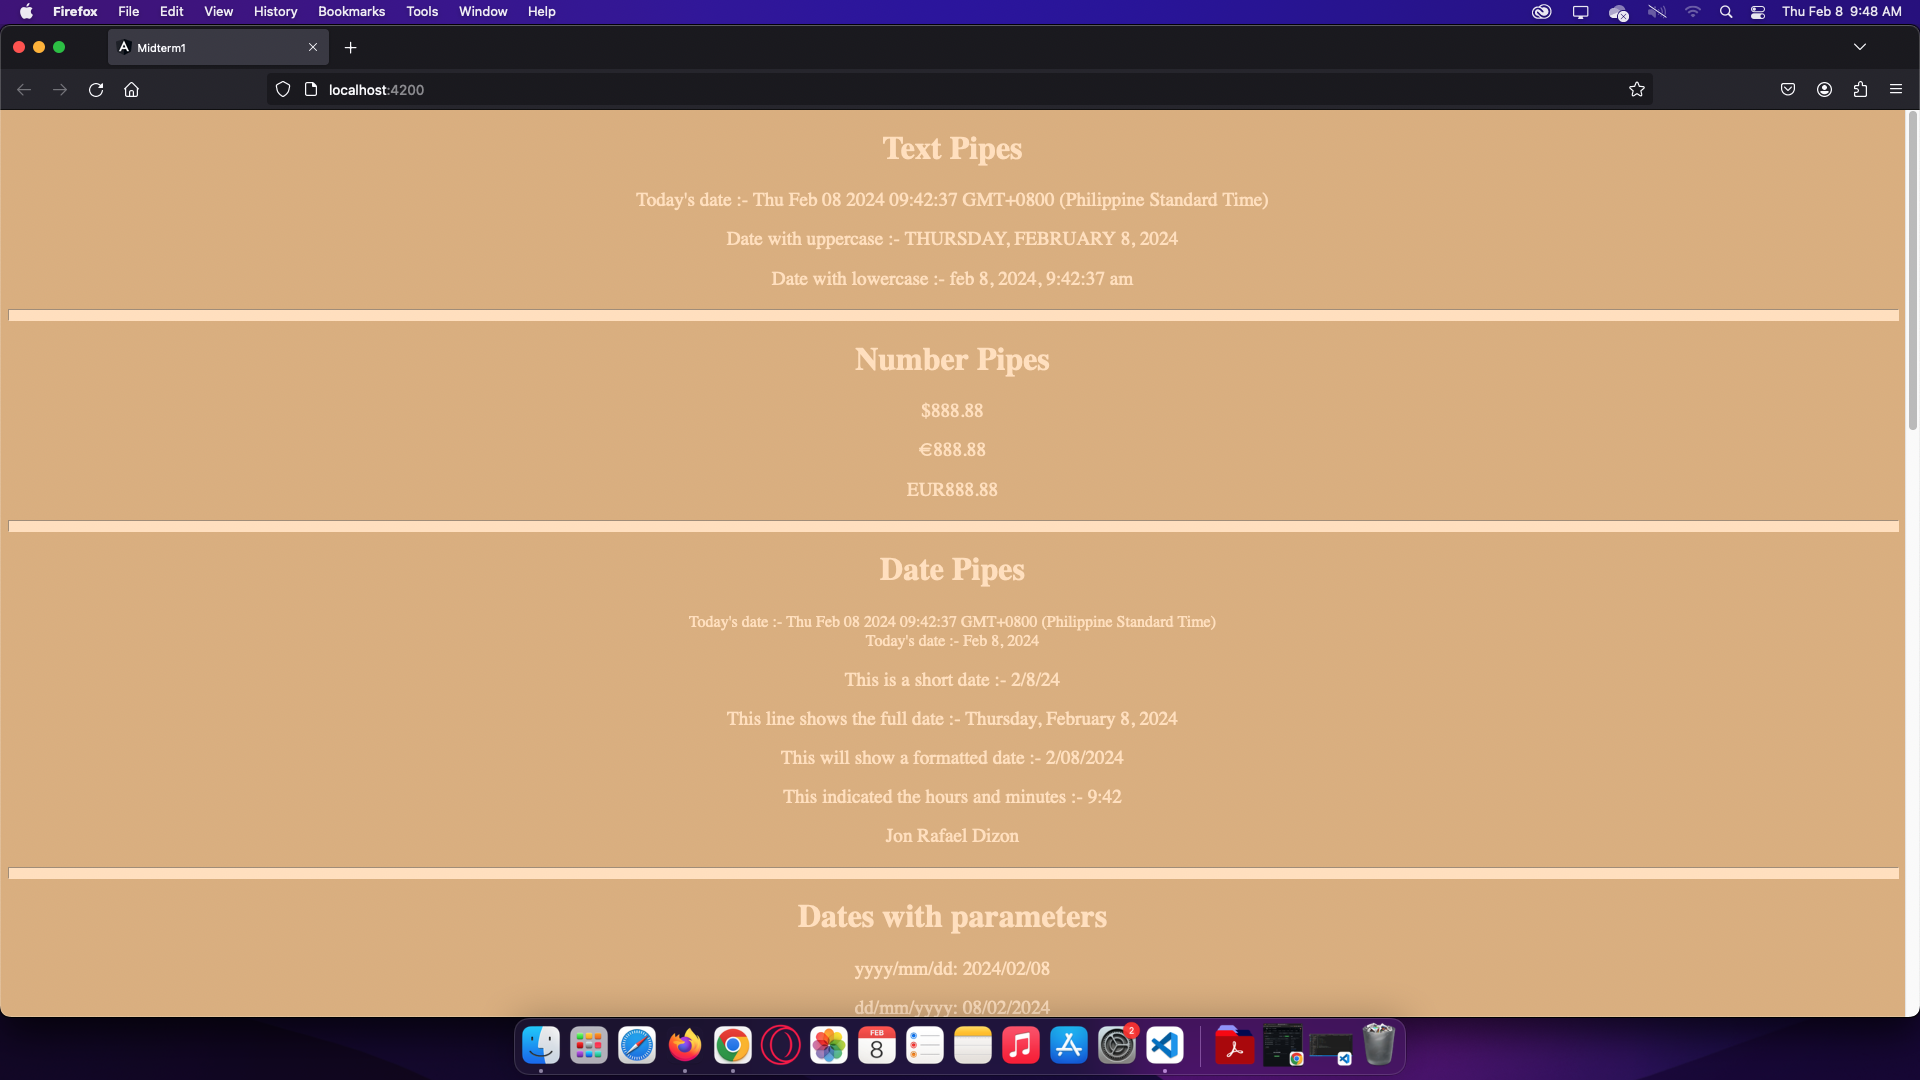 Firefox File Edit View History Bookmarks Tools Window Help Thu Feb 8 9:48 AM
Midterm1
localhost:4200
Text Pipes
Today's date :- Thu Feb 08 2024 09:42:37 GMT+0800 (Philippine Standard Time)
Date with uppercase :- THURSDAY, FEBRUARY 8, 2024
Date with lowercase :- feb 8, 2024, 9:42:37 am
Number Pipes
$888.88
€888.88
EUR888.88
Date Pipes
Today's date :- Thu Feb 08 2024 09:42:37 GMT+0800 (Philippine Standard Time)
Today's date :- Feb 8, 2024
This is a short date :- 2/8/24
This line shows the full date :- Thursday, February 8, 2024
This will show a formatted date :- 2/08/2024
This indicated the hours and minutes :- 9:42
Jon Rafael Dizon
Dates with parameters
yyyy/mm/dd: 2024/02/08
dd/mm/yyyy: 08/02/2024
FEB
8
2